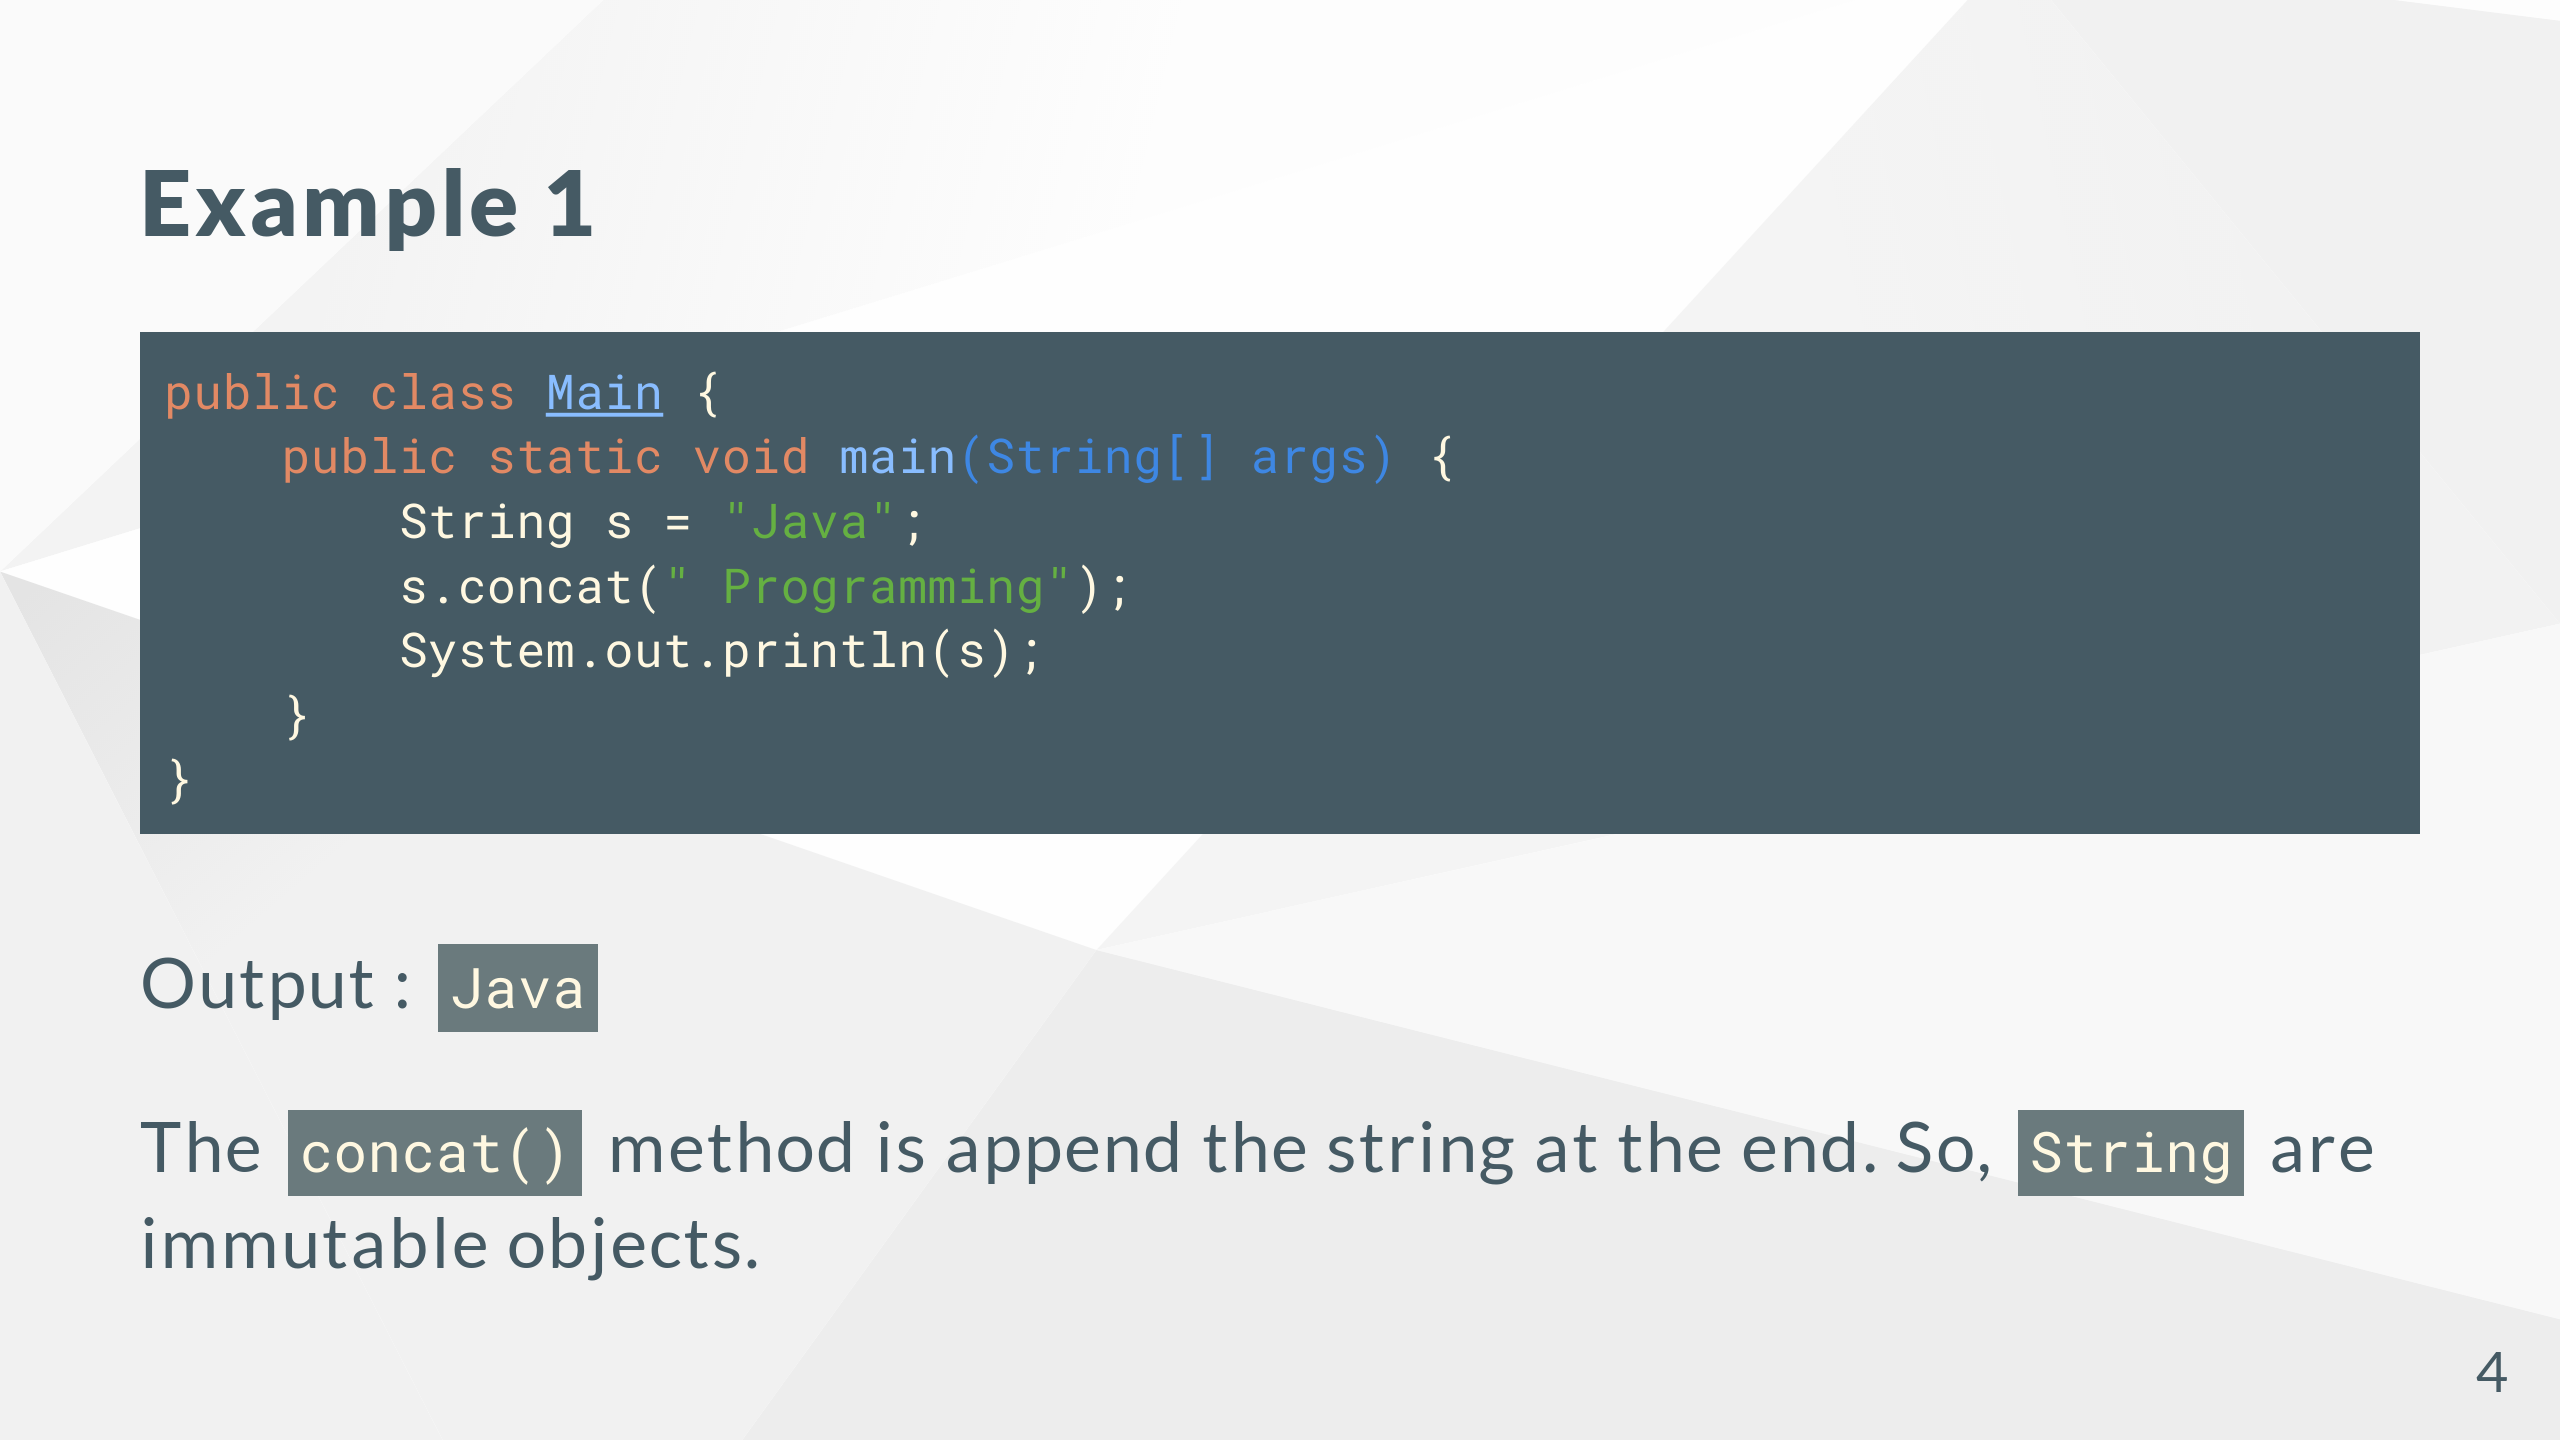 Example 1
public class Main {
    public static void main(String[] args) {
        String s = "Java";
        s.concat(" Programming");
        System.out.println(s);
    }
}
Output : Java
The concat() method is append the string at the end. So, String are
immutable objects.
4